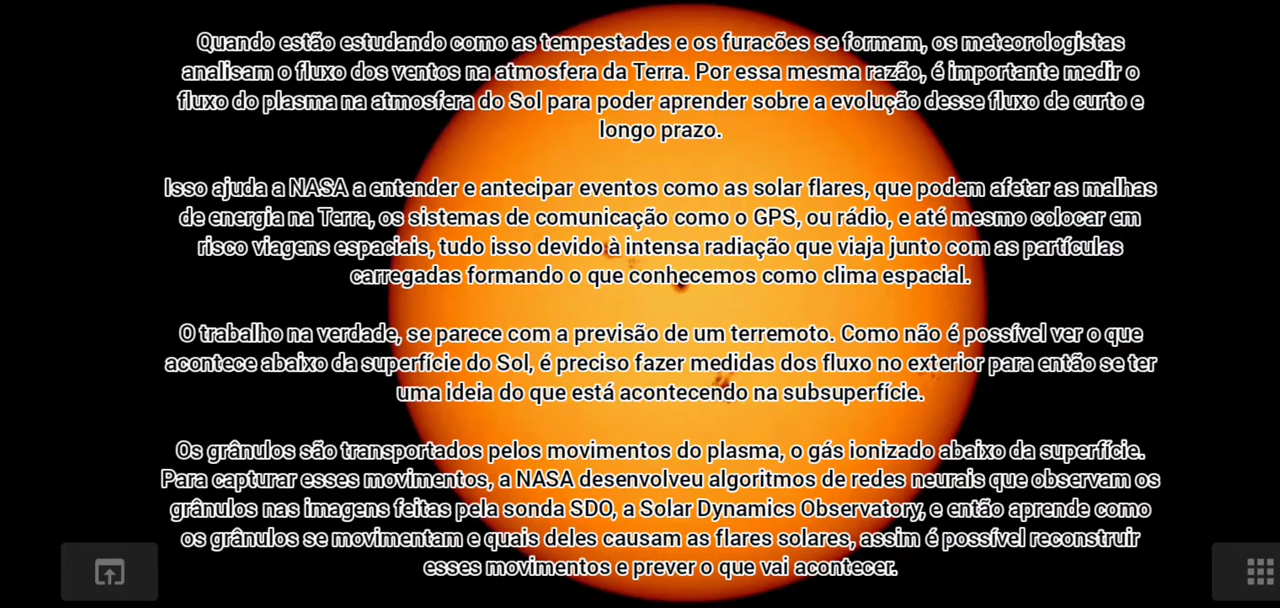 Quando estão estudando como as tempestades e os furacões se formam, os meteorologistas
analisam o fluxo dos ventos na atmosfera da Terra. Por essa mesma razão, é importante medir o
fluxo do plasma na atmosfera do Sol para poder aprender sobre a evolução desse fluxo de curto e
longo prazo.
Isso ajuda a NASA a entender e antecipar eventos como as solar flares, que podem afetar as malhas
de energia na Terra, os sistemas de comunicação como o GPS, ou rádio, e até mesmo colocar em
risco viagens espaciais, tudo isso devido à intensa radiação que viaja junto com as partículas
carregadas formando o que conhecemos como clima espacial.
O trabalho na verdade, se parece com a previsão de um terremoto. Como não é possível ver o que
acontece abaixo da superfície do Sol, é preciso fazer medidas dos fluxo no exterior para então se ter
uma ideia do que está acontecendo na subsuperfície.
Os grânulos são transportados pelos movimentos do plasma, o gás ionizado abaixo da superfície.
Para capturar esses movimentos, a NASA desenvolveu algoritmos de redes neurais que observam os
grânulos nas imagens feitas pela sonda SDO, a Solar Dynamics Observatory, e então aprende como
os grânulos se movimentam e quais deles causam as flares solares, assim é possível reconstruir
esses movimentos e prever o que vai acontecer.